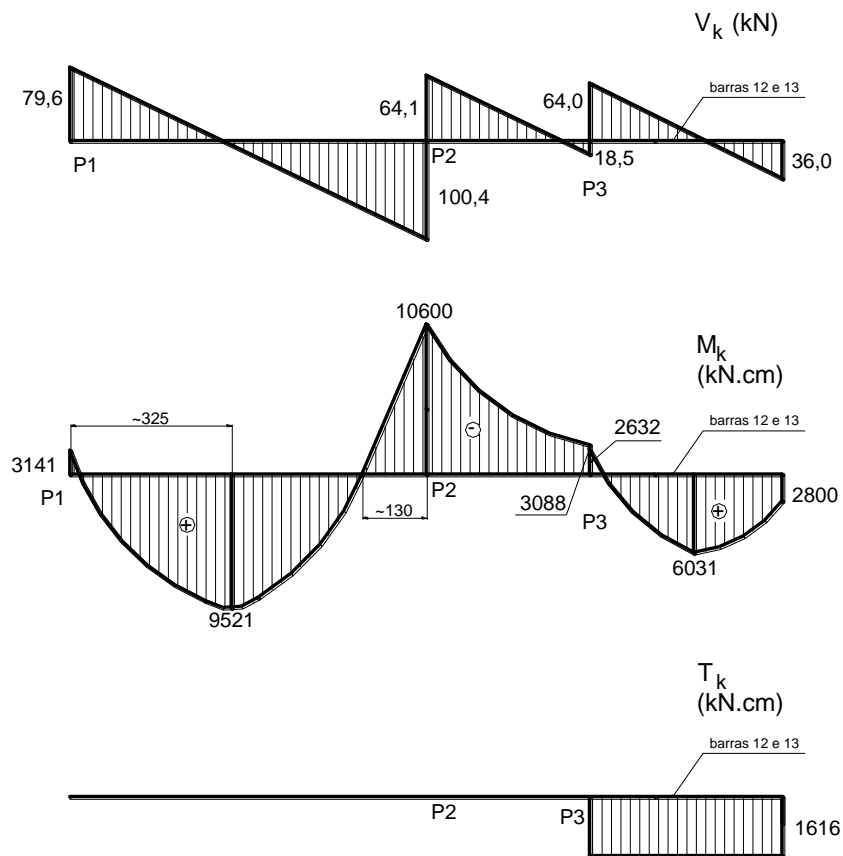 V k (kN)
79,6
64,1
64,0
barras 12 e 13
P1
P2
18,5
36,0
P3
100,4
10600
M k
(kN.cm)
~325
barras 12 e 13
-
2632
3141
P1
~130
P2
3088
P3
2800
+
+
6031
9521
T k
(kN.cm)
barras 12 e 13
P2
P3
1616